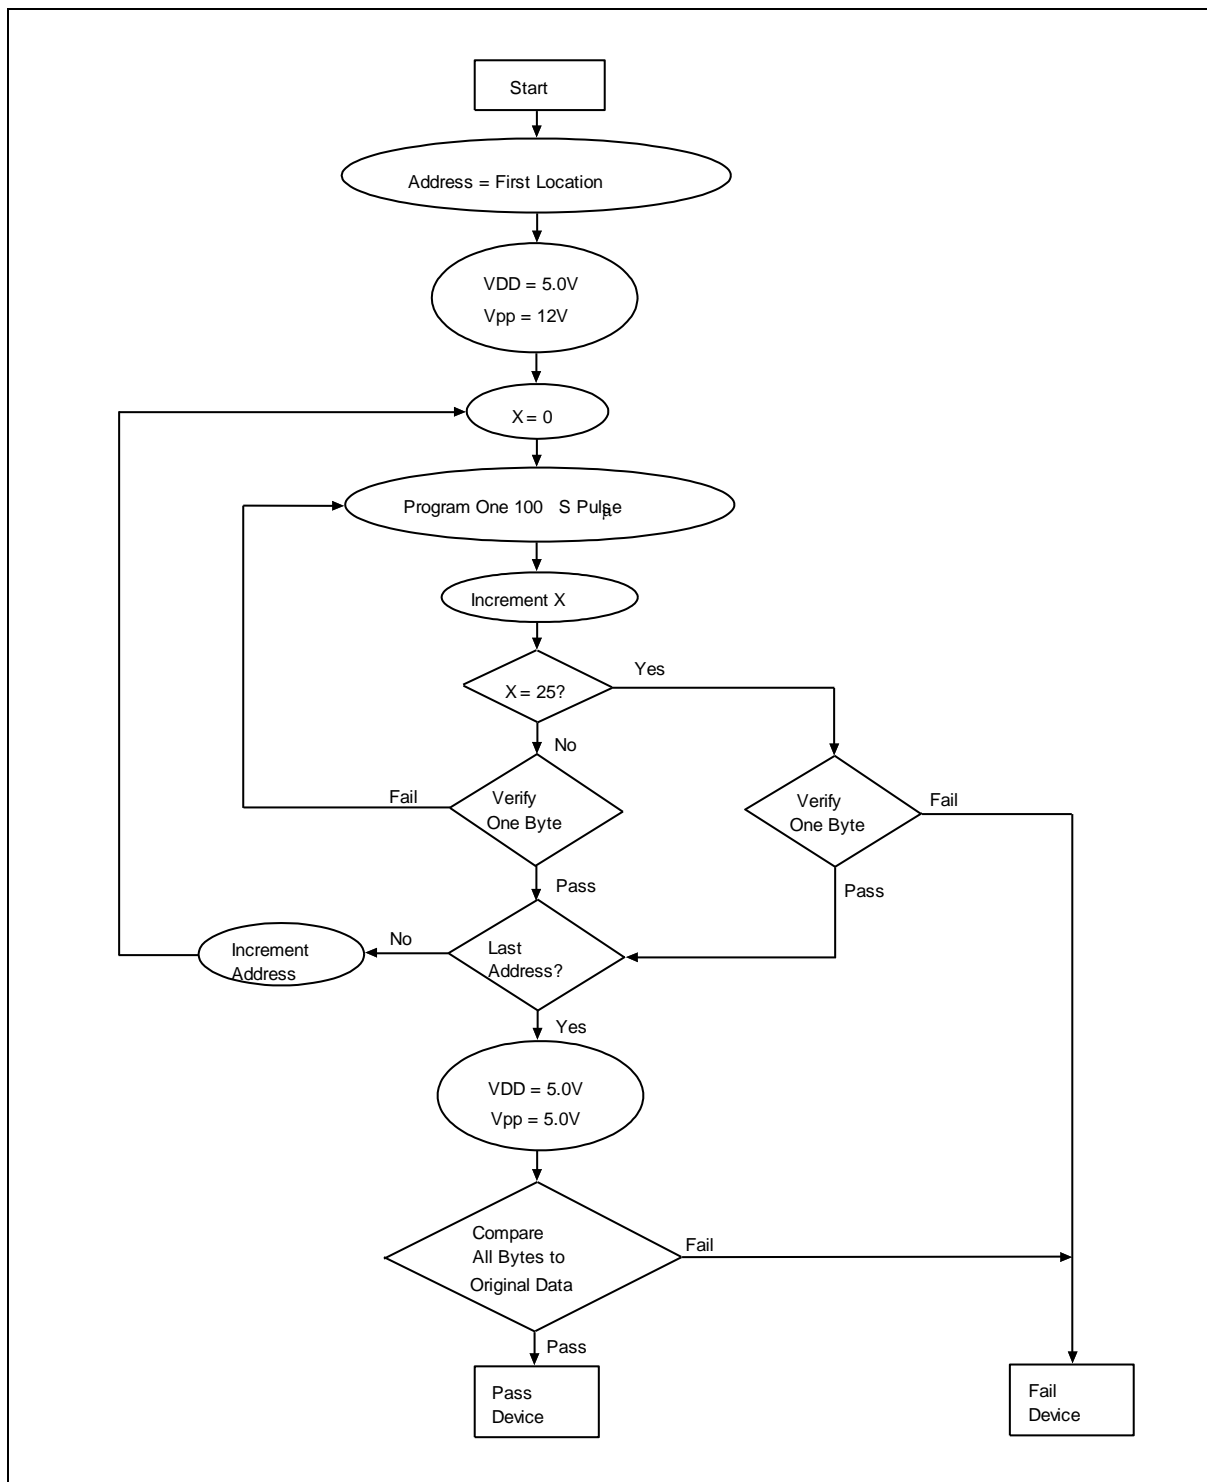 Start
Address = First Location
VDD = 5.0V
Vpp = 12V
X = 0
Program One 100 µS Pulse
Increment X
X = 25?
Yes
No
Fail
Verify
One Byte
Verify
One Byte
Fail
Pass
Pass
Increment
Address
No
Last
Address?
Yes
VDD = 5.0V
Vpp = 5.0V
Compare
All Bytes to
Original Data
Fail
Pass
Pass
Device
Fail
Device